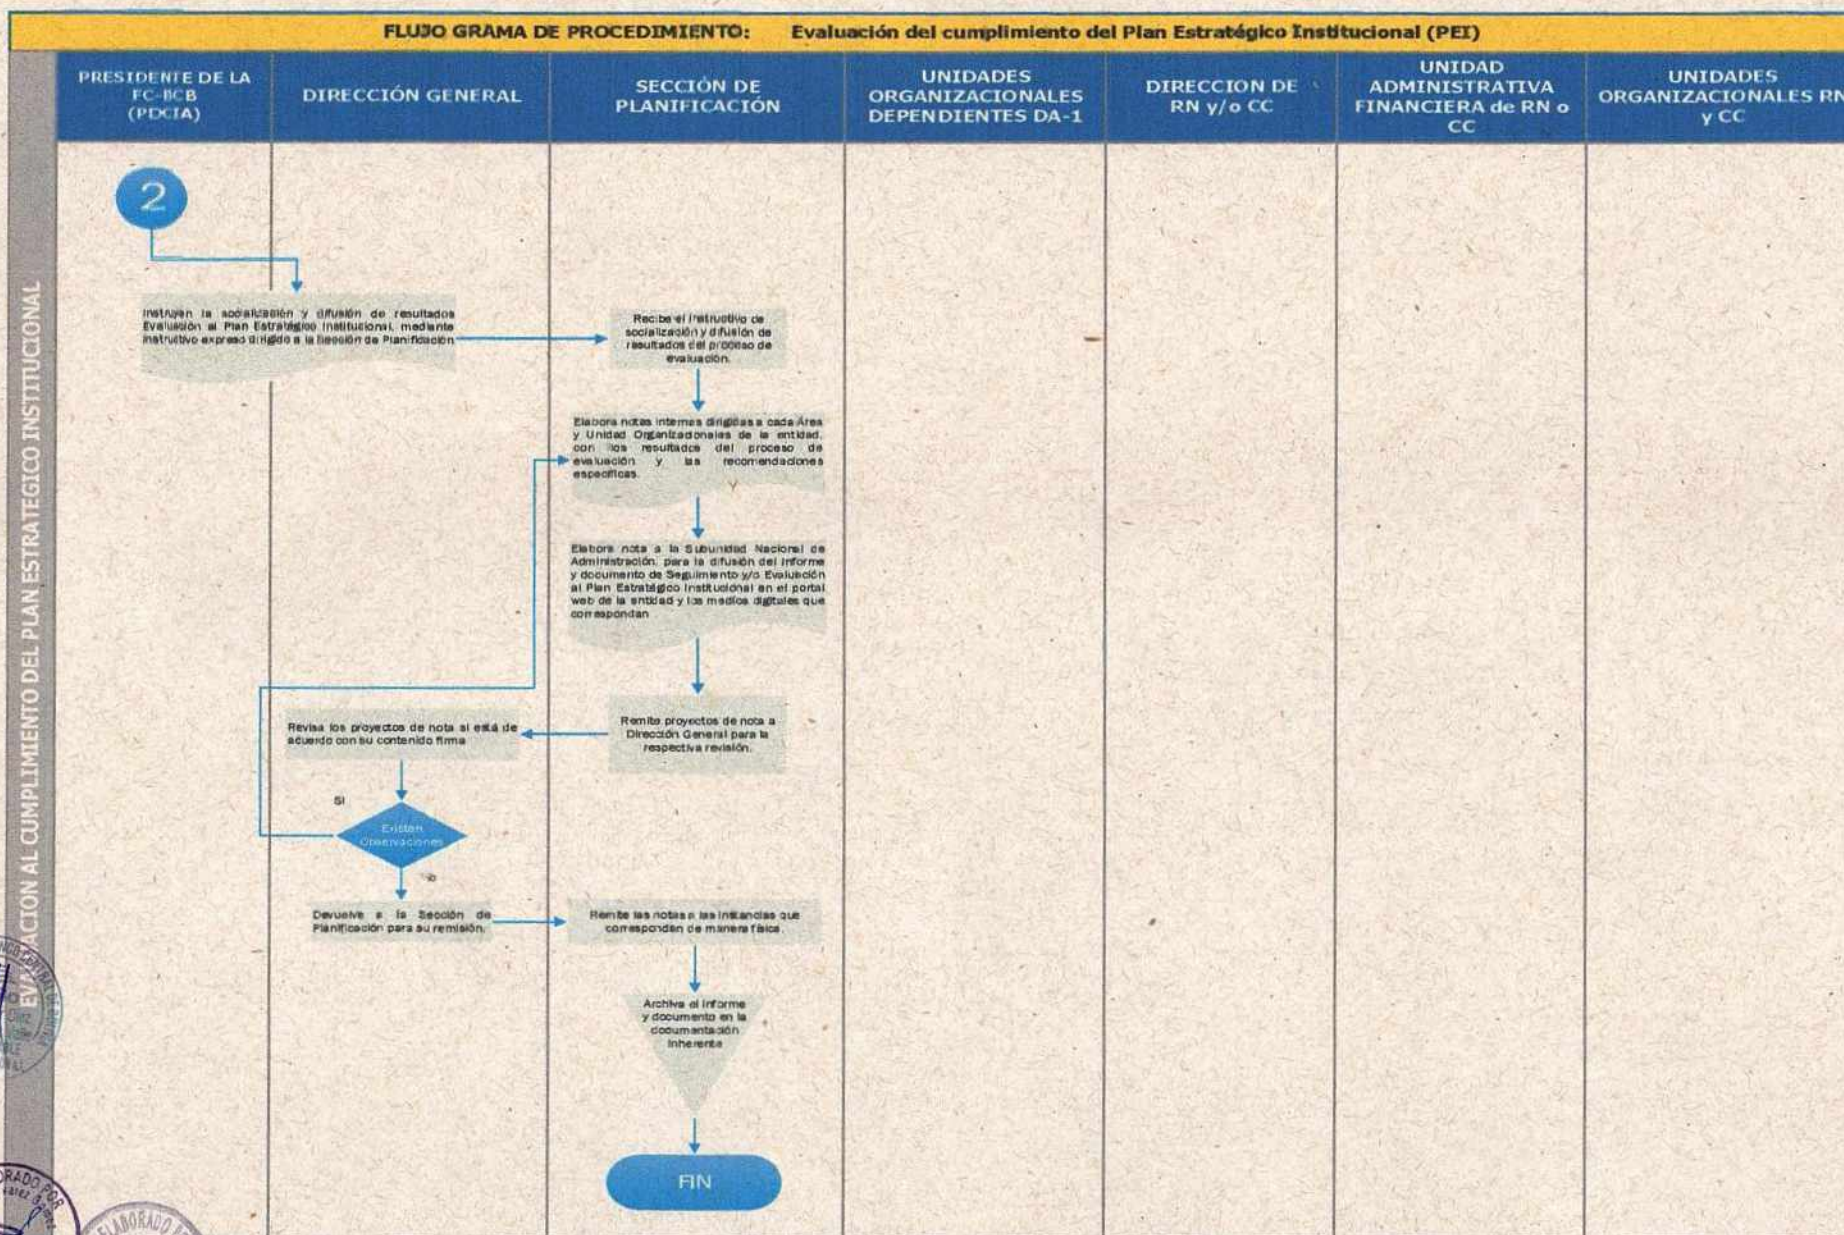 FLUJO GRAMA DE PROCEDIMIENTO: Evaluación del cumplimiento del Plan Estratégico Institucional (PEI)
PRESIDENTE DE LA
FC-BCB
(PDCIA)
DIRECCIÓN GENERAL
SECCIÓN DE
PLANIFICACIÓN
UNIDADES
ORGANIZACIONALES
DEPENDIENTES DA-1
DIRECCION DE
RN y/o CC
UNIDAD
ADMINISTRATIVA
FINANCIERA de RN o
CC
UNIDADES
ORGANIZACIONALES RN
y CC
EVALUACION AL CUMPLIMIENTO DEL PLAN ESTRATEGICO INSTITUCIONAL
2
Instruyen la socialización y difusión de resultados
Evaluación al Plan Estratégico Institucional, mediante
instructivo expreso dirigido a la Sección de Planificación
Recibe el instructivo de
socialización y difusión de
resultados del proceso de
evaluación.
Elabora notas internas dirigidas a cada Área
y Unidad Organizacionales de la entidad,
con los resultados del proceso de
evaluación y las recomendaciones
específicas.
Elabora nota a la Subunidad Nacional de
Administración, para la difusión del informe
y documento de Seguimiento y/o Evaluación
al Plan Estratégico Institucional en el portal
web de la entidad y los medios digitales que
correspondan
Remite proyectos de nota a
Dirección General para la
respectiva revisión.
Revisa los proyectos de nota si está de
acuerdo con su contenido firma
SI
Existen
Observaciones
Devuelve a la Sección de
Planificación para su remisión.
Remite las notas a las instancias que
correspondan de manera física.
Archiva el informe
y documento en la
documentación
inherente
FIN
ELABORADO